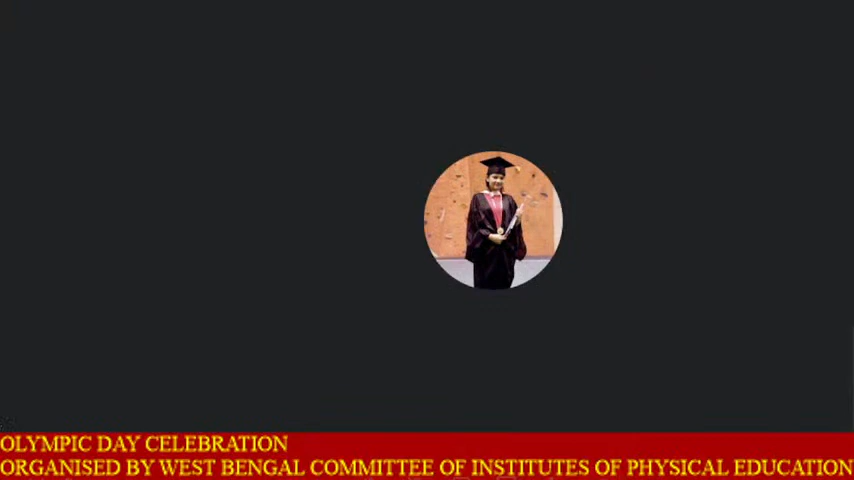 OLYMPIC DAY CELEBRATION
ORGANISED BY WEST BENGAL COMMITTEE OF INSTITUTES OF PHYSICAL EDUCATION